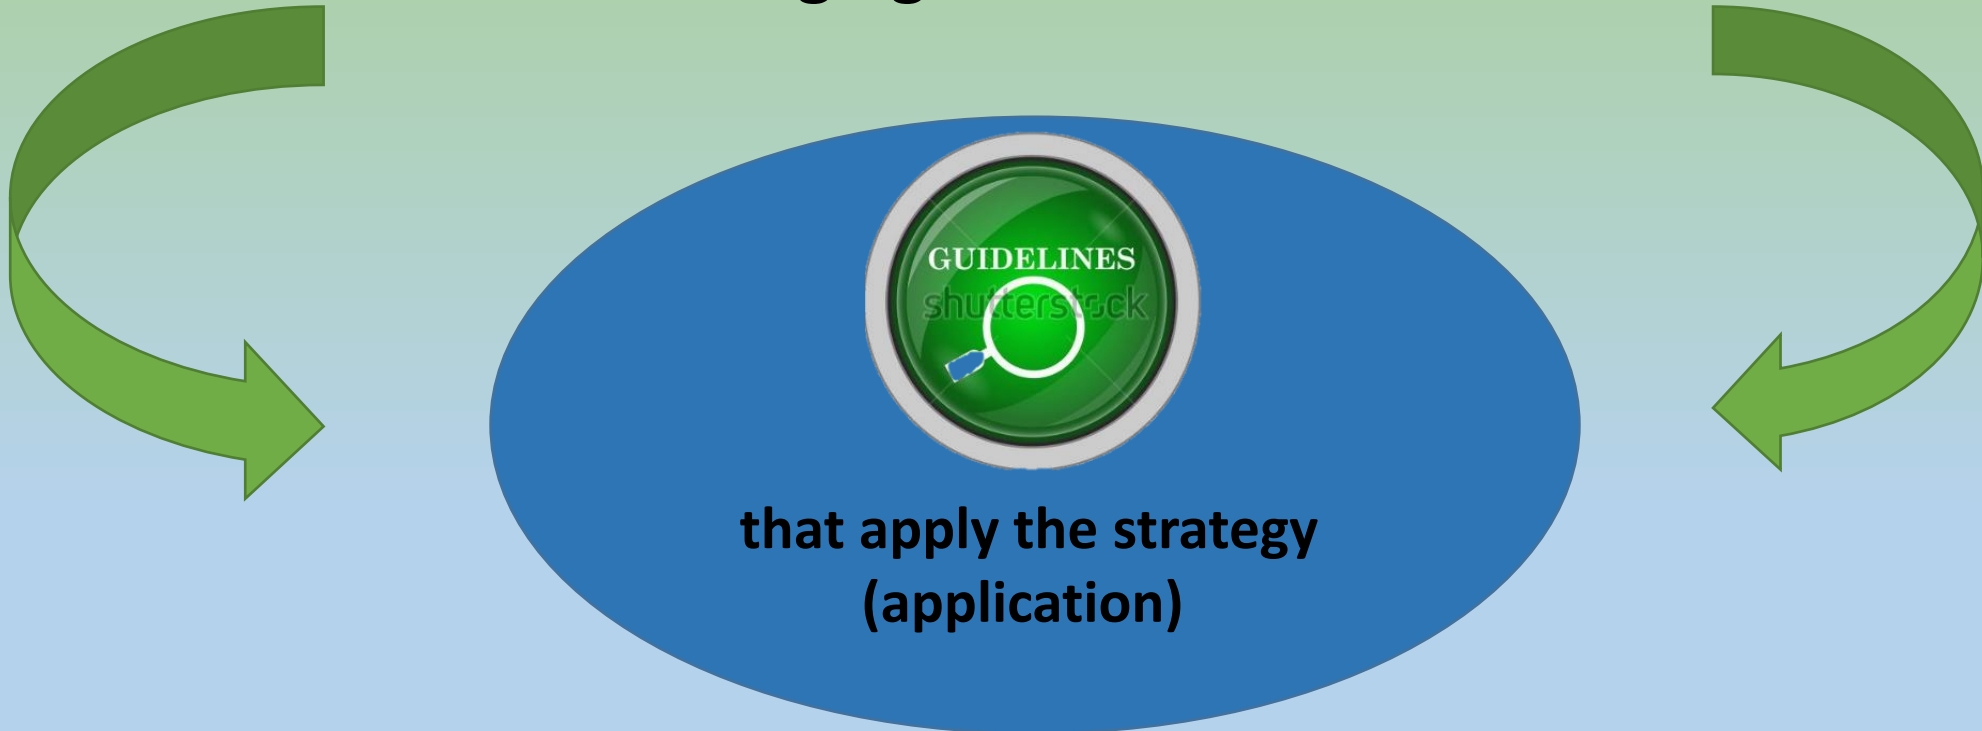 GUIDELINES
shutterstock
that apply the strategy
(application)